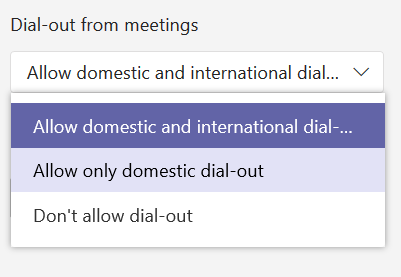 Dial-out from meetings
Allow domestic and international dial...
Allow domestic and international dial-...
Allow only domestic dial-out
Don't allow dial-out